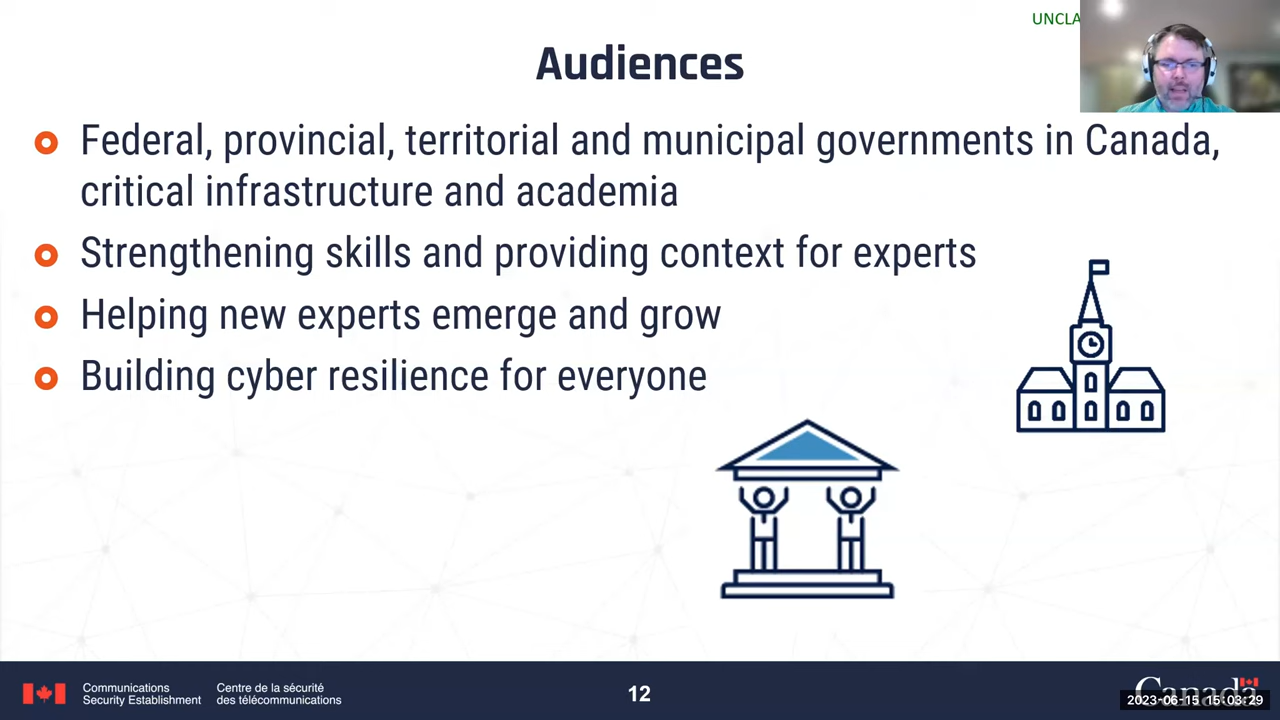 UNCLA
Audiences
Federal, provincial, territorial and municipal governments in Canada,
critical infrastructure and academia
Strengthening skills and providing context for experts
Helping new experts emerge and grow
Building cyber resilience for everyone
Communications
Security Establishment
Centre de la sécurité
des télécommunications
12
Canada
2023-06-15 15:03:29